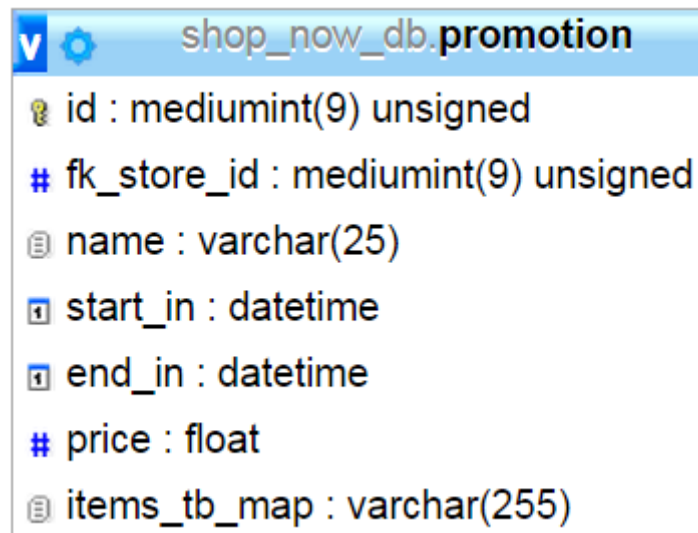 v shop_now_db.promotion
id : mediumint(9) unsigned
# fk_store_id : mediumint(9) unsigned
name : varchar(25)
start_in : datetime
end_in : datetime
# price : float
items_tb_map : varchar(255)